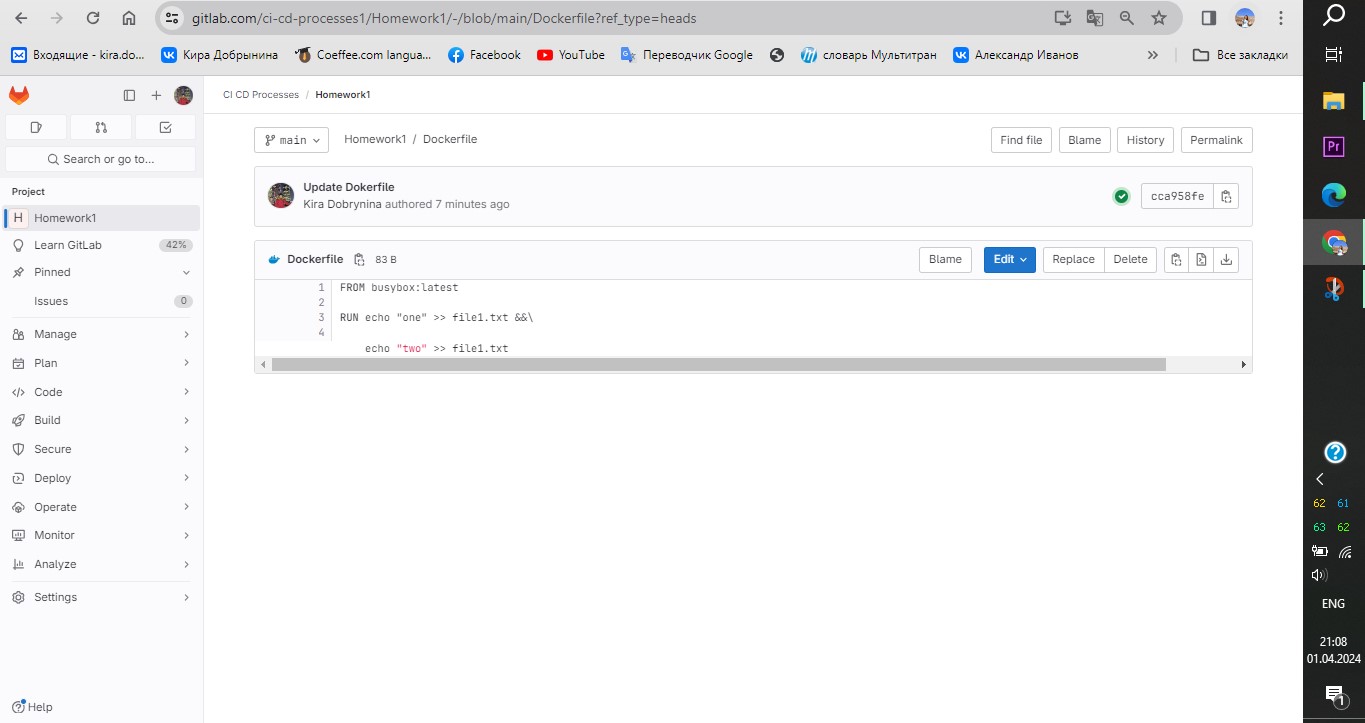 gitlab.com/ci-cd-processes1/Homework1/-/blob/main/Dockerfile?ref_type=heads
Входящие - kira.do... Кира Добрынина Coeffee.com langua... Facebook YouTube Переводчик Google словарь Мультитран Александр Иванов » Все закладки
CI CD Processes / Homework1
Search or go to...
Project
H Homework1
Learn GitLab 42%
Pinned
Issues 0
Manage
Plan
Code
Build
Secure
Deploy
Operate
Monitor
Analyze
Settings
Help
main Homework1 / Dockerfile Find file Blame History Permalink
Update Dokerfile
Kira Dobrynina authored 7 minutes ago cca958fe
Dockerfile 83 B Blame Edit Replace Delete
1 FROM busybox:latest
2
3 RUN echo "one" >> file1.txt &&\
4
echo "two" >> file1.txt
Pr
62 61
63 62
ENG
21:08
01.04.2024
1